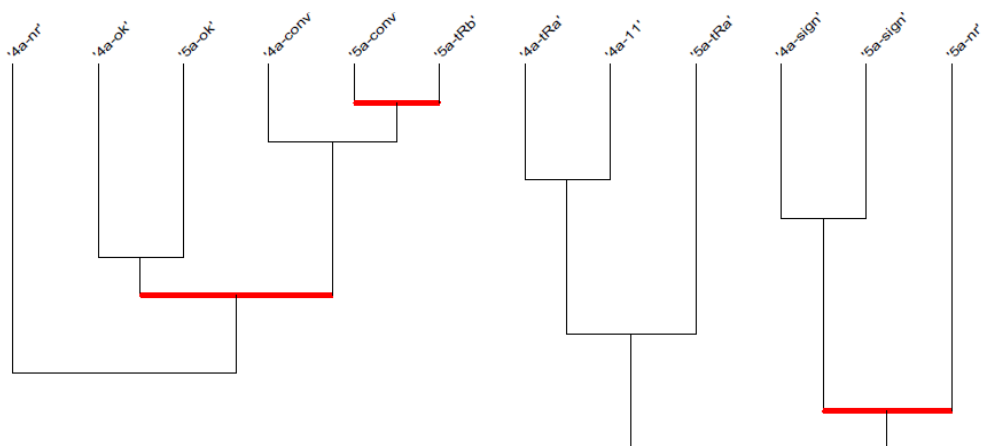 '4a-nr'
'4a-ok'
'5a-ok'
'4a-conv
'5a-conv
'5a-tRb'
'4a-tRa'
'4a-11'
'5a-tRa'
'4a-sign'
'5a-sign'
'5a-nr'